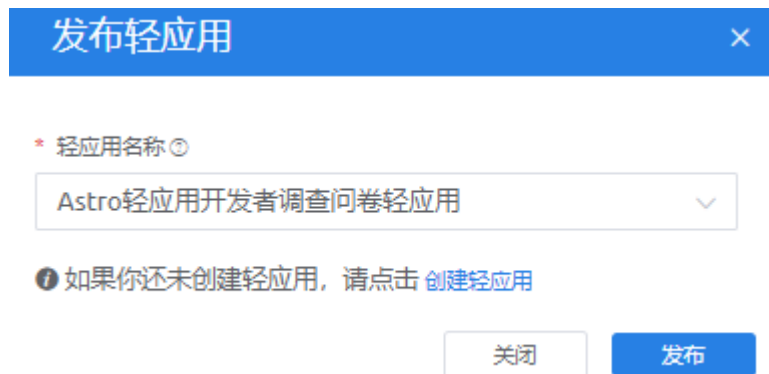 发布轻应用
* 轻应用名称
Astro轻应用开发者调查问卷轻应用
如果你还未创建轻应用，请点击 创建轻应用
关闭 发布